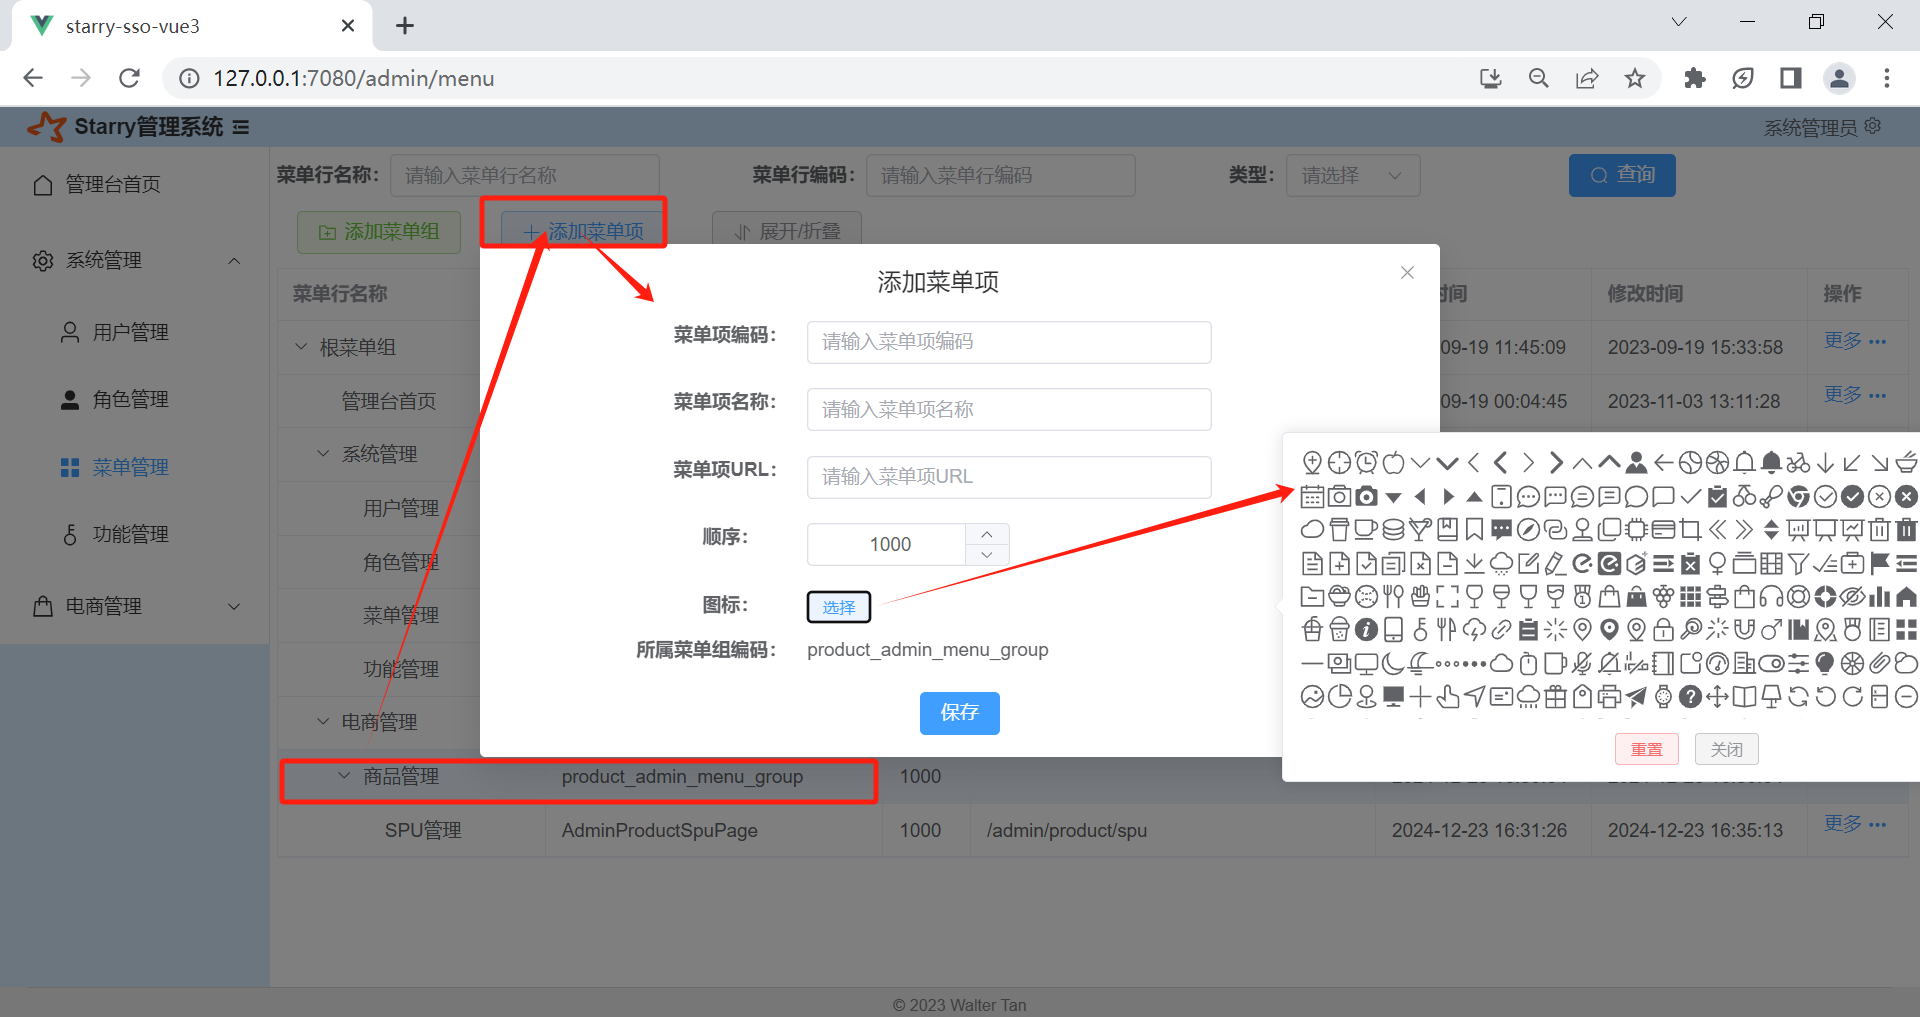 starry-sso-vue3
127.0.0.1:7080/admin/menu
Starry管理系统
系统管理员
管理台首页
系统管理
用户管理
角色管理
菜单管理
功能管理
电商管理
菜单行名称： 请输入菜单行名称 菜单行编码： 请输入菜单行编码 类型： 请选择 查询
添加菜单组 添加菜单项 展开/折叠
菜单行名称 时间 修改时间 操作
根菜单组 09-19 11:45:09 2023-09-19 15:33:58 更多
管理台首页 09-19 00:04:45 2023-11-03 13:11:28 更多
系统管理
用户管理
角色管理
菜单管理
功能管理
电商管理
商品管理 product_admin_menu_group 1000
SPU管理 AdminProductSpuPage 1000 /admin/product/spu 2024-12-23 16:31:26 2024-12-23 16:35:13 更多
添加菜单项
菜单项编码： 请输入菜单项编码
菜单项名称： 请输入菜单项名称
菜单项URL： 请输入菜单项URL
顺序： 1000
图标： 选择
所属菜单组编码： product_admin_menu_group
保存
重置 关闭
© 2023 Walter Tan